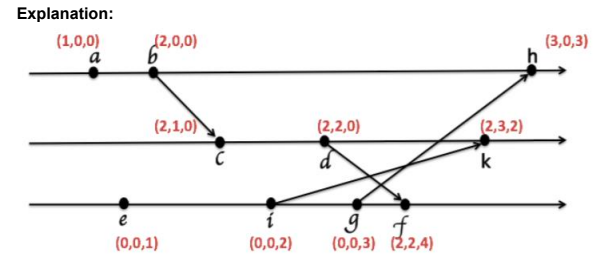 Explanation:
(1,0,0) (2,0,0) (3,0,3)
a b h
(2,1,0) (2,2,0) (2,3,2)
c d k
e i g f
(0,0,1) (0,0,2) (0,0,3) (2,2,4)